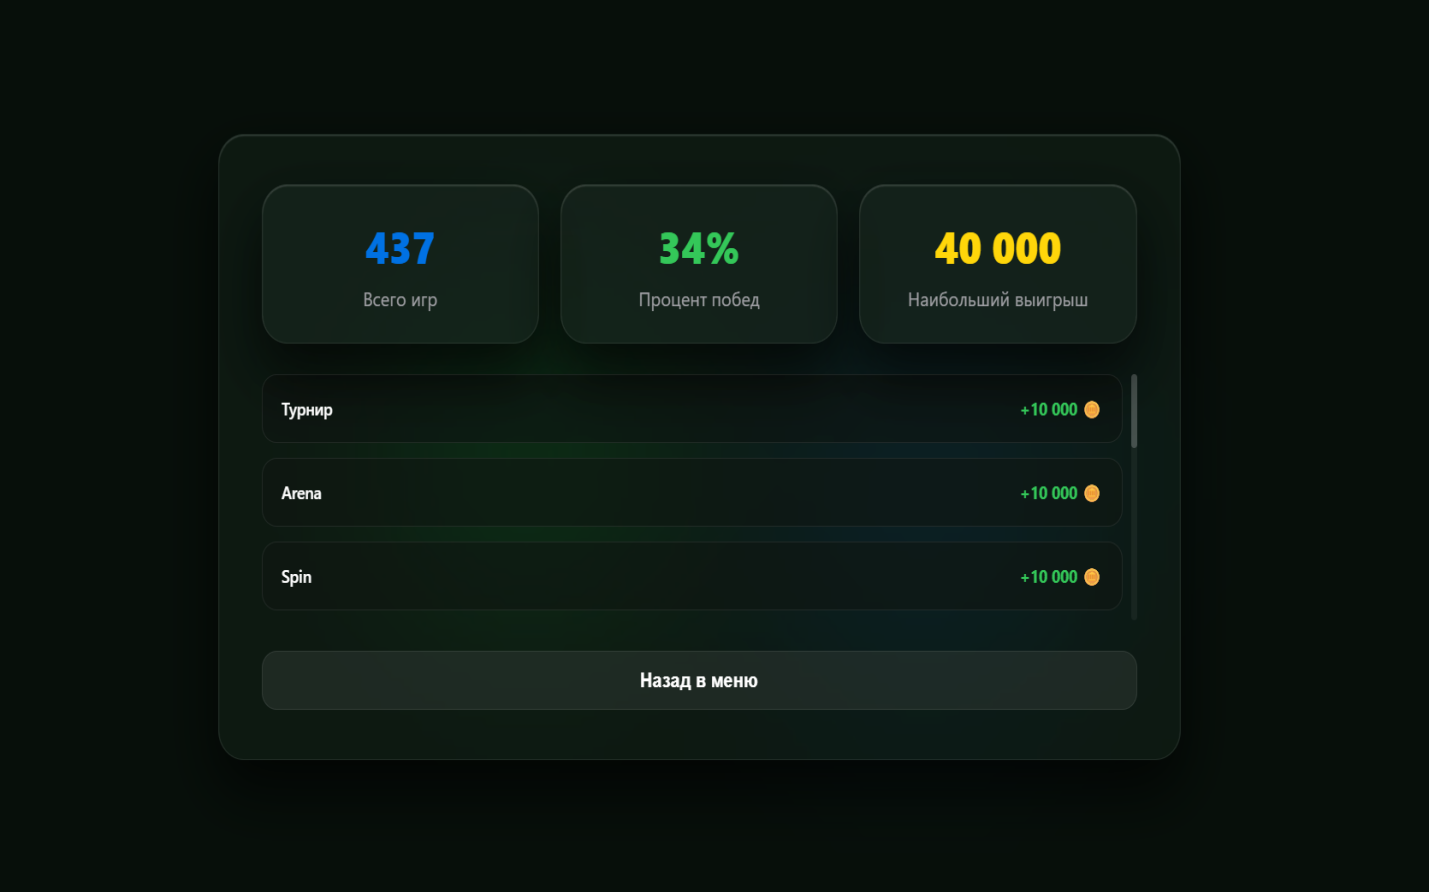 437
34%
40 000
Всего игр
Процент побед
Наибольший выигрыш
Турнир
+10 000
Arena
+10 000
Spin
+10 000
Назад в меню